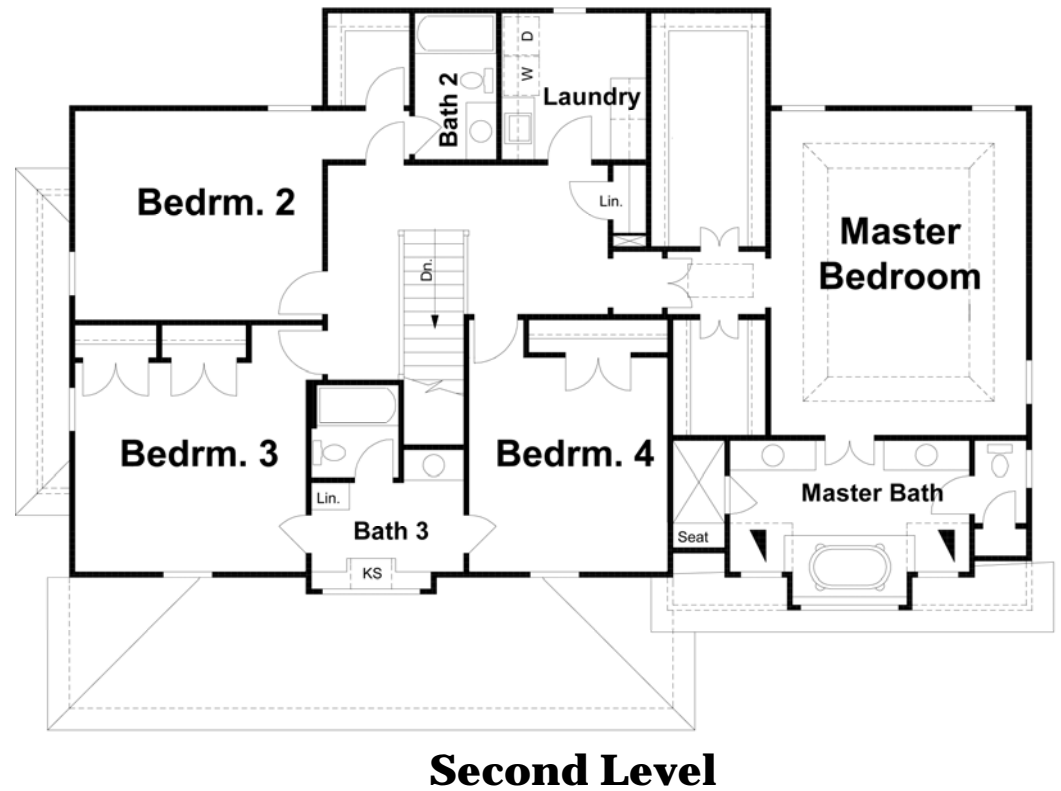 D
W
Bath 2
Laundry
Bedrm. 2
Lin.
Master
Bedroom
Dn.
Bedrm. 3
Bedrm. 4
Lin.
Master Bath
Bath 3
Seat
KS
Second Level